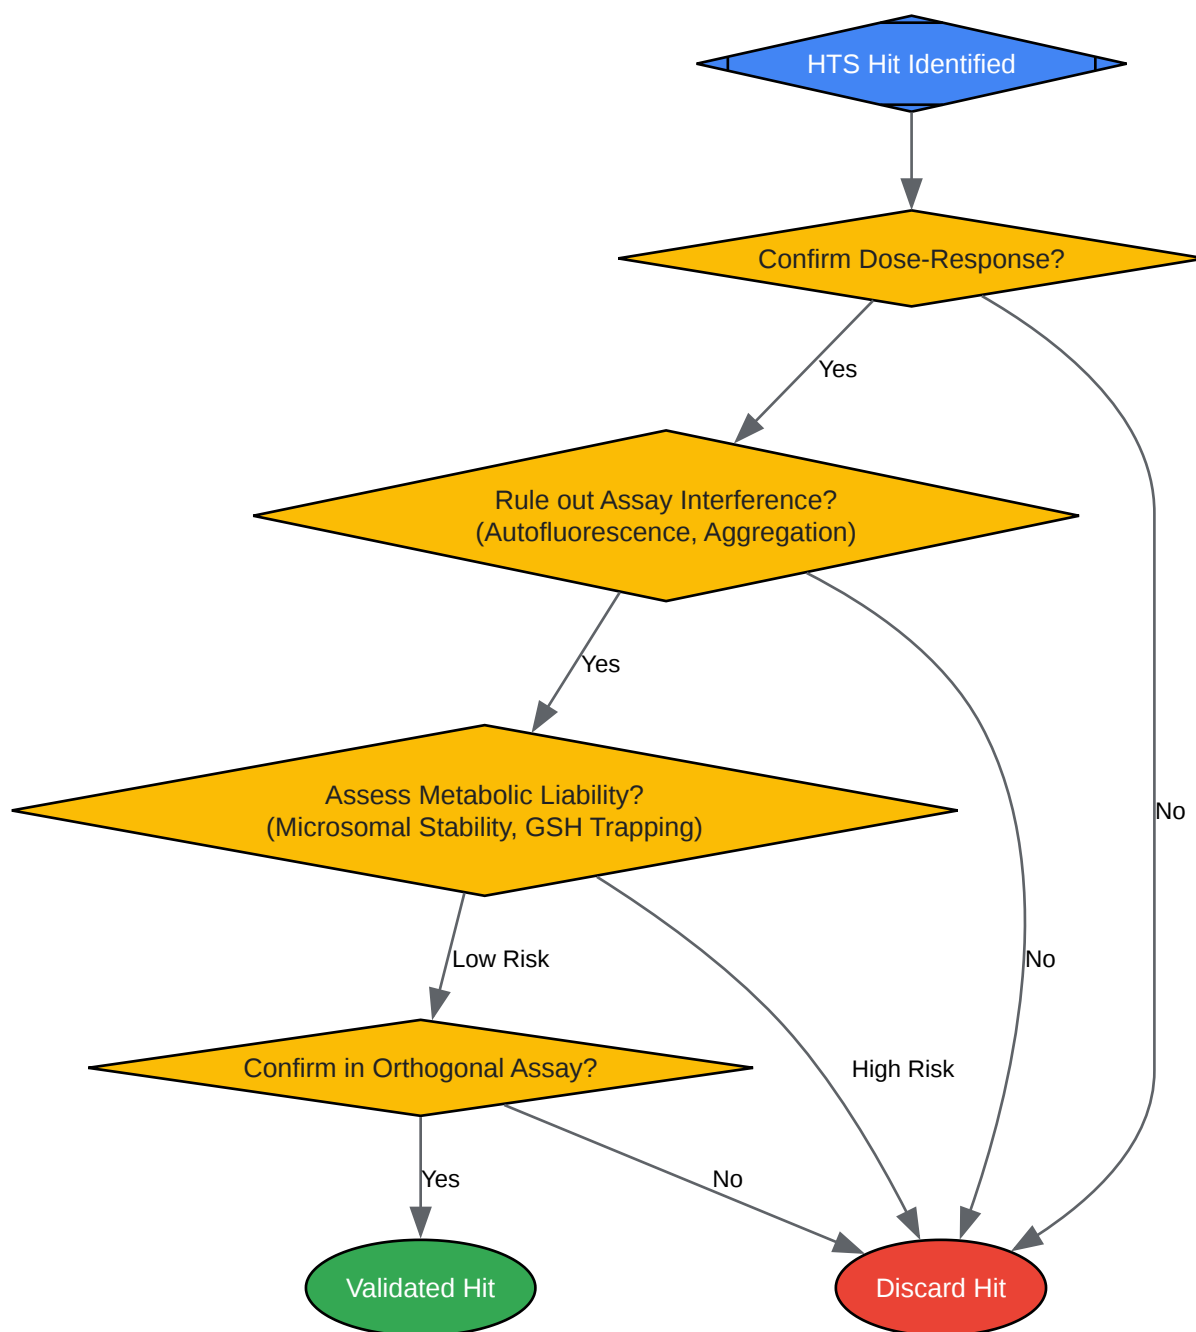 HTS Hit Identified
Confirm Dose-Response?
Yes
Rule out Assay Interference?
(Autofluorescence, Aggregation)
Yes
Assess Metabolic Liability?
(Microsomal Stability, GSH Trapping)
No
Low Risk
No
Confirm in Orthogonal Assay?
High Risk
Yes
No
Validated Hit
Discard Hit